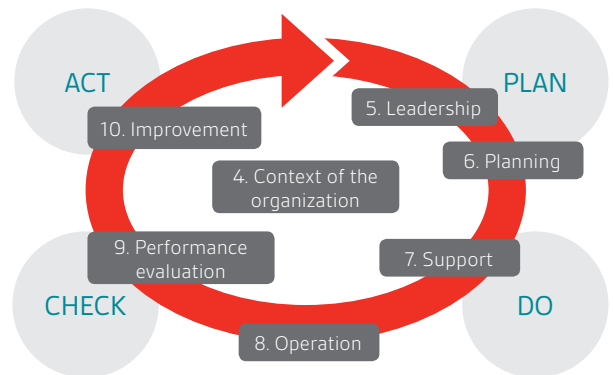 ACT
PLAN
5. Leadership
10. Improvement
6. Planning
4. Context of the
organization
9. Performance
evaluation
7. Support
CHECK
DO
8. Operation